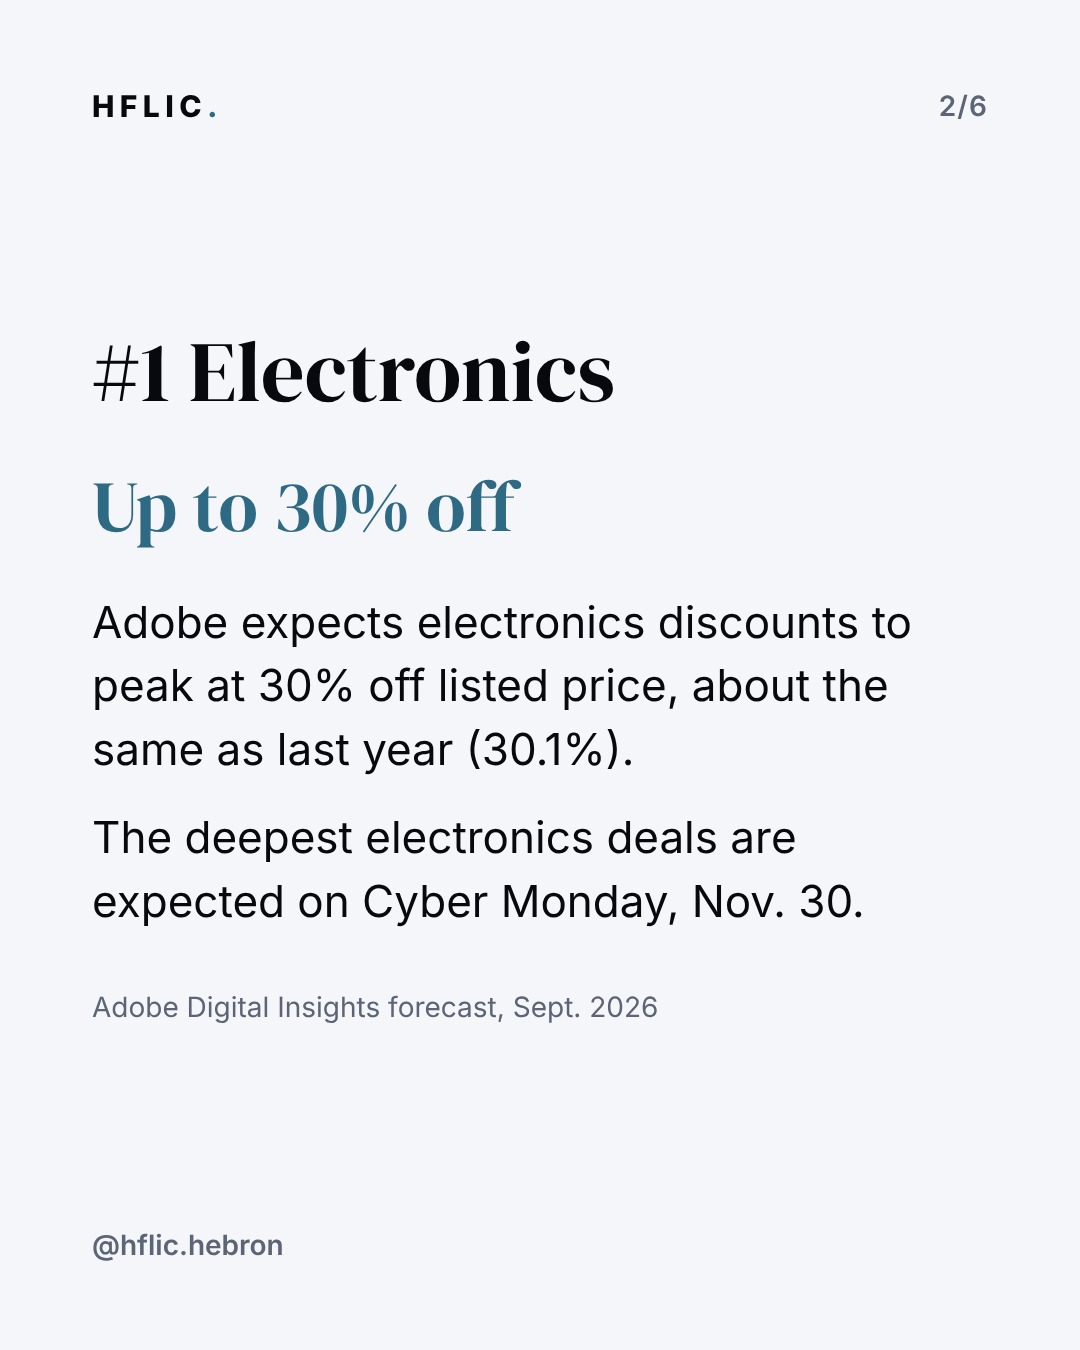 HFLIC.
2/6
#1 Electronics
Up to 30% off
Adobe expects electronics discounts to
peak at 30% off listed price, about the
same as last year (30.1%).
The deepest electronics deals are
expected on Cyber Monday, Nov. 30.
Adobe Digital Insights forecast, Sept. 2026
@hflic.hebron